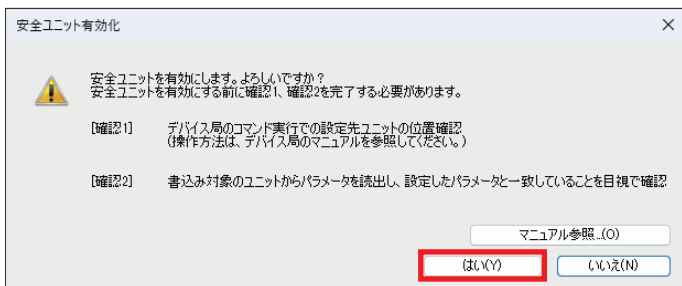 安全ユニット有効化
安全ユニットを有効にします。よろしいですか？
安全ユニットを有効にする前に確認1、確認2を完了する必要があります。
[確認1] デバイス局のコマンド実行での設定先ユニットの位置確認
(操作方法は、デバイス局のマニュアルを参照してください。)
[確認2] 書込み対象のユニットからパラメータを読出し、設定したパラメータと一致していることを目視で確認
マニュアル参照...(O)
はい(Y) いいえ(N)